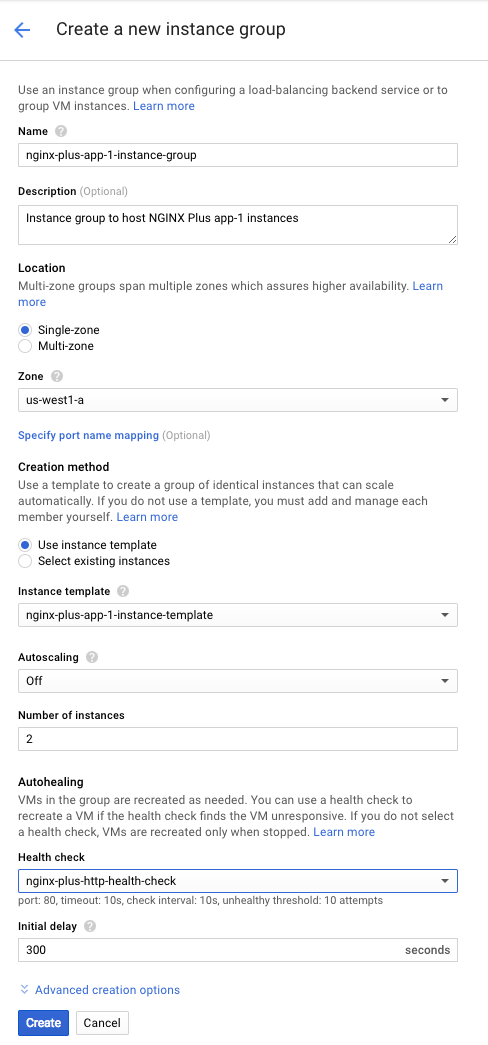 Create a new instance group
Use an instance group when configuring a load-balancing backend service or to
group VM instances. Learn more
Name ?
nginx-plus-app-1-instance-group
Description (Optional)
Instance group to host NGINX Plus app-1 instances
Location
Multi-zone groups span multiple zones which assures higher availability. Learn
more
Single-zone
Multi-zone
Zone ?
us-west1-a
Specify port name mapping (Optional)
Creation method
Use a template to create a group of identical instances that can scale
automatically. If you do not use a template, you must add and manage each
member yourself. Learn more
Use instance template
Select existing instances
Instance template ?
nginx-plus-app-1-instance-template
Autoscaling ?
Off
Number of instances
2
Autohealing
VMs in the group are recreated as needed. You can use a health check to
recreate a VM if the health check finds the VM unresponsive. If you do not select
a health check, VMs are recreated only when stopped. Learn more
Health check
nginx-plus-http-health-check
port: 80, timeout: 10s, check interval: 10s, unhealthy threshold: 10 attempts
Initial delay ?
300 seconds
Advanced creation options
Create Cancel